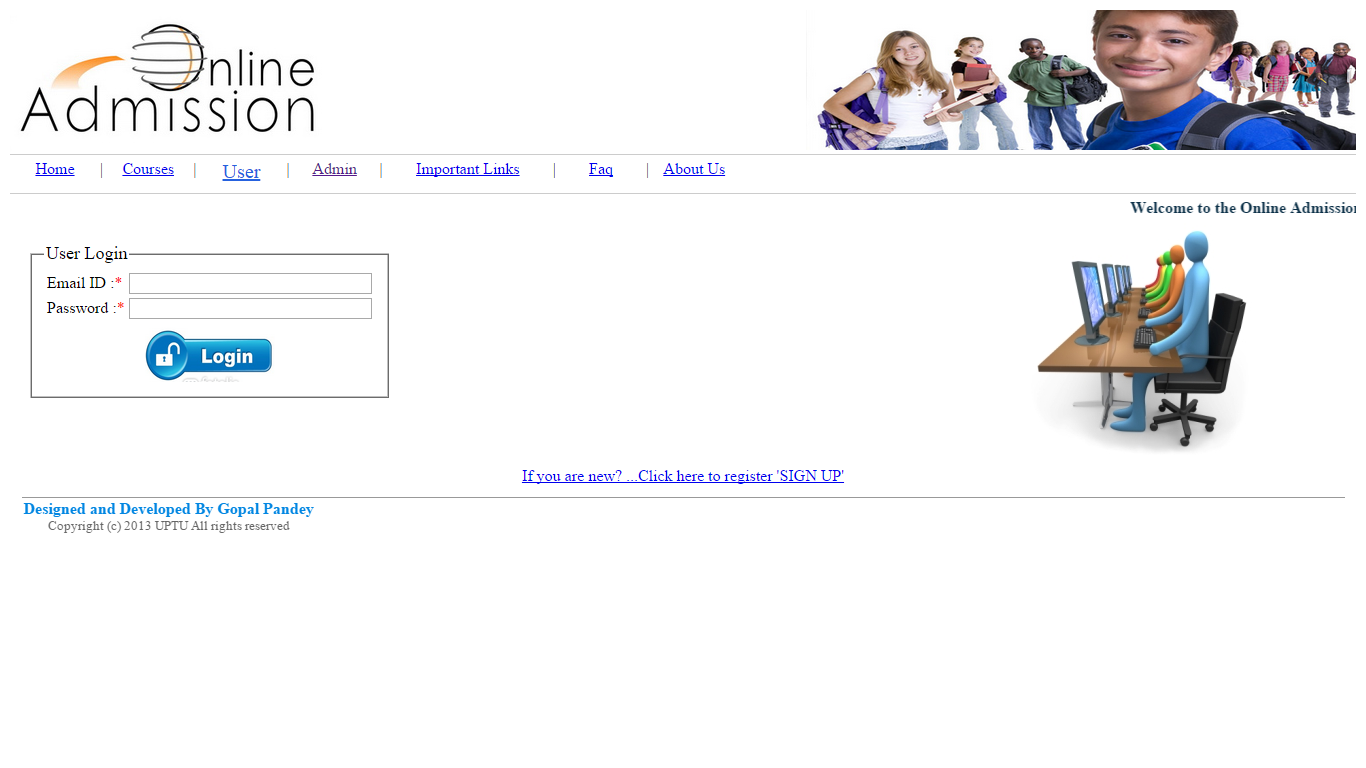 Online
Admission
Home | Courses | User | Admin | Important Links | Faq | About Us
Welcome to the Online Admission
User Login
Email ID :*
Password :*
Login
If you are new? ...Click here to register 'SIGN UP'
Designed and Developed By Gopal Pandey
Copyright (c) 2013 UPTU All rights reserved